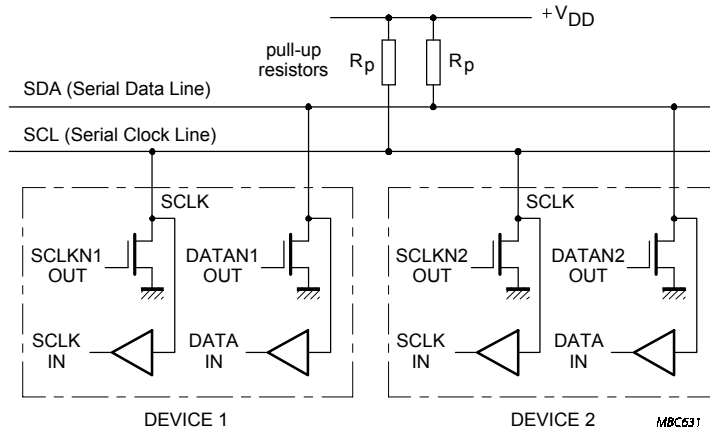 +VDD
pull-up
resistors
Rp
Rp
SDA (Serial Data Line)
SCL (Serial Clock Line)
SCLK
SCLK
SCLKN1
OUT
DATAN1
OUT
SCLKN2
OUT
DATAN2
OUT
SCLK
IN
DATA
IN
SCLK
IN
DATA
IN
DEVICE 1
DEVICE 2
MBC631